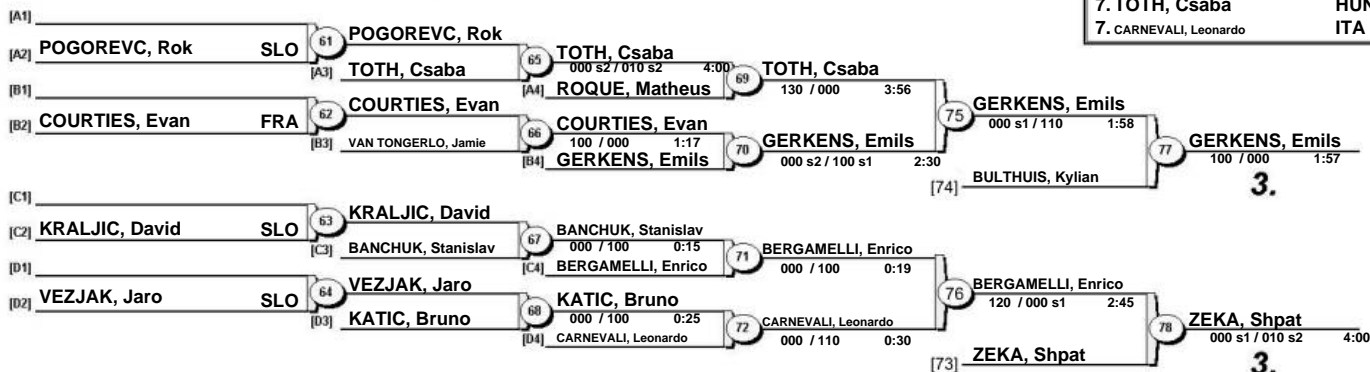 7. TOTH, Csaba HUN
7. CARNEVALI, Leonardo ITA
[A1]
[A2] POGOREVC, Rok SLO
61
POGOREVC, Rok
[A3] TOTH, Csaba
65
TOTH, Csaba
000 s2 / 010 s2 4:00
[A4] ROQUE, Matheus
69
TOTH, Csaba
130 / 000 3:56
[B1]
[B2] COURTIES, Evan FRA
62
COURTIES, Evan
[B3] VAN TONGERLO, Jamie
66
COURTIES, Evan
100 / 000 1:17
[B4] GERKENS, Emils
70
GERKENS, Emils
000 s2 / 100 s1 2:30
75
GERKENS, Emils
000 s1 / 110 1:58
[74] BULTHUIS, Kylian
77
GERKENS, Emils
100 / 000 1:57
3.
[C1]
[C2] KRALJIC, David SLO
63
KRALJIC, David
[C3] BANCHUK, Stanislav
67
BANCHUK, Stanislav
000 / 100 0:15
[C4] BERGAMELLI, Enrico
71
BERGAMELLI, Enrico
000 / 100 0:19
[D1]
[D2] VEZJAK, Jaro SLO
64
VEZJAK, Jaro
[D3] KATIC, Bruno
68
KATIC, Bruno
000 / 100 0:25
[D4] CARNEVALI, Leonardo
72
CARNEVALI, Leonardo
000 / 110 0:30
76
BERGAMELLI, Enrico
120 / 000 s1 2:45
[73] ZEKA, Shpat
78
ZEKA, Shpat
000 s1 / 010 s2 4:00
3.